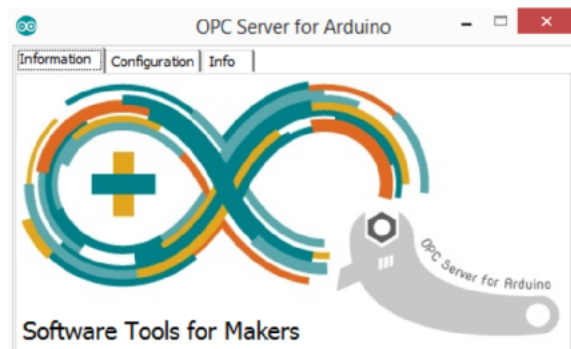 OPC Server for Arduino
Information Configuration Info
OPC Server for Arduino
Software Tools for Makers